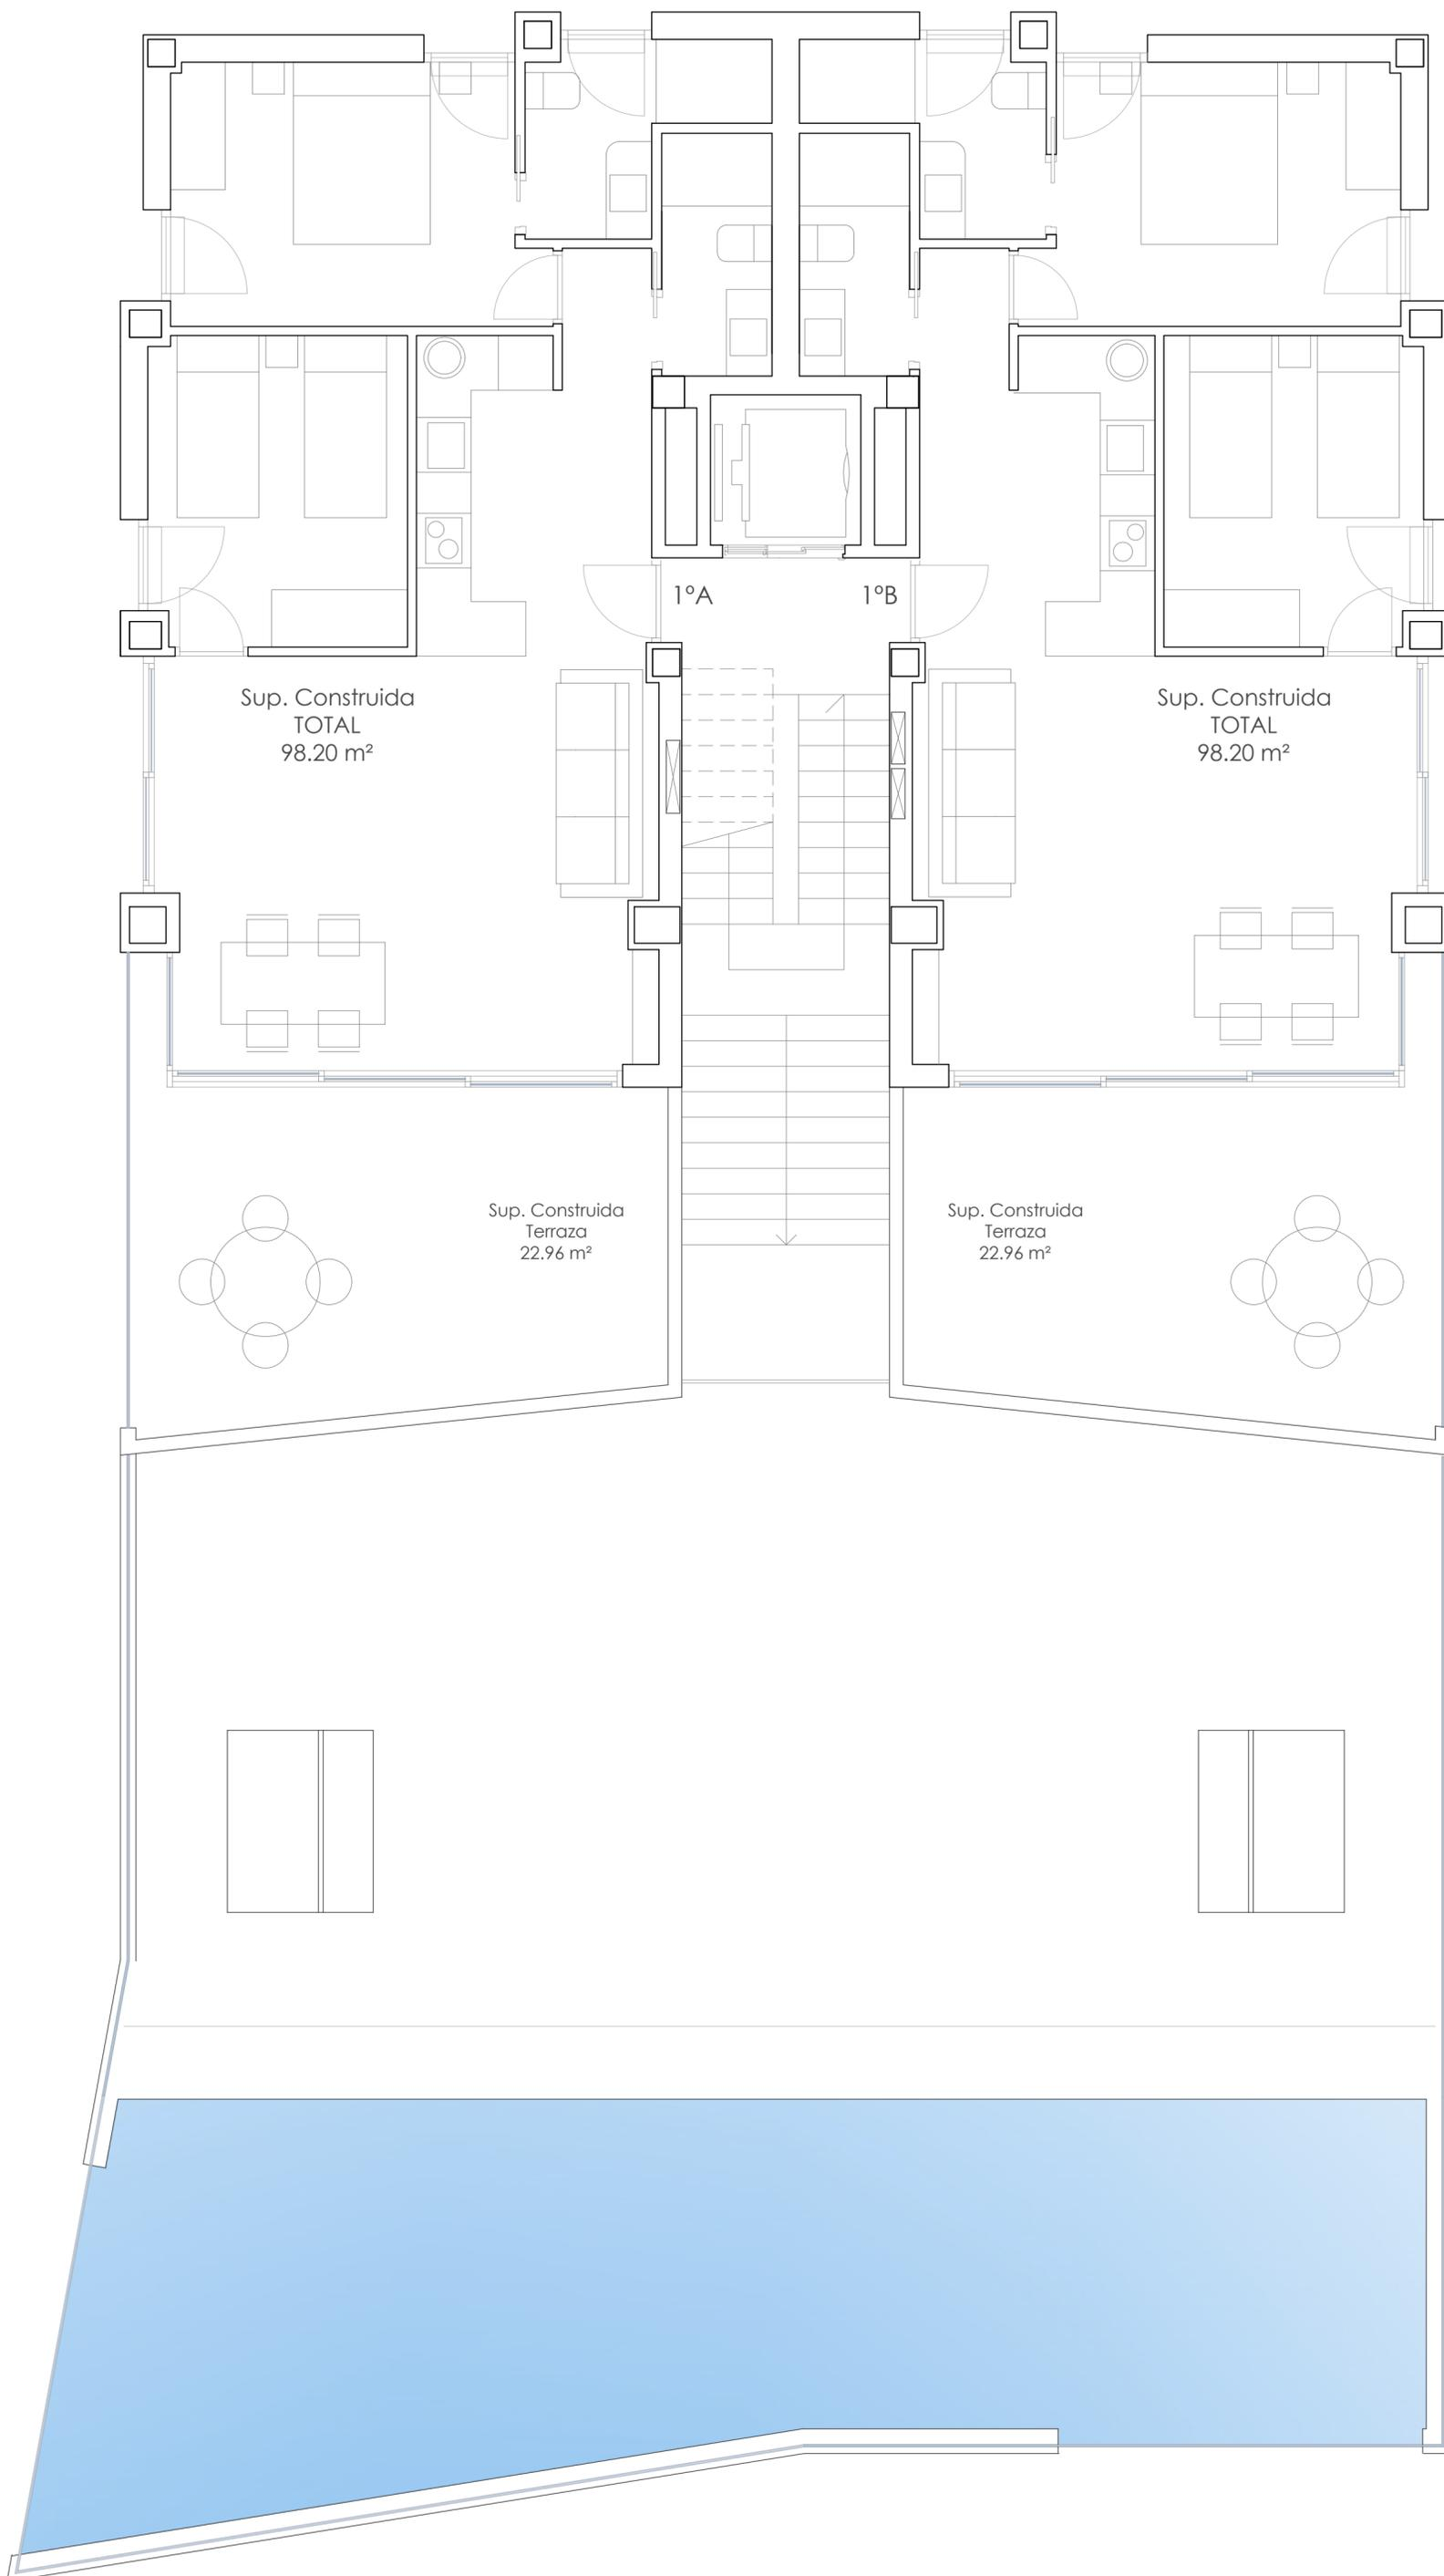 1ºA
1ºB
Sup. Construida
TOTAL
98.20 m²
Sup. Construida
TOTAL
98.20 m²
Sup. Construida
Terraza
22.96 m²
Sup. Construida
Terraza
22.96 m²